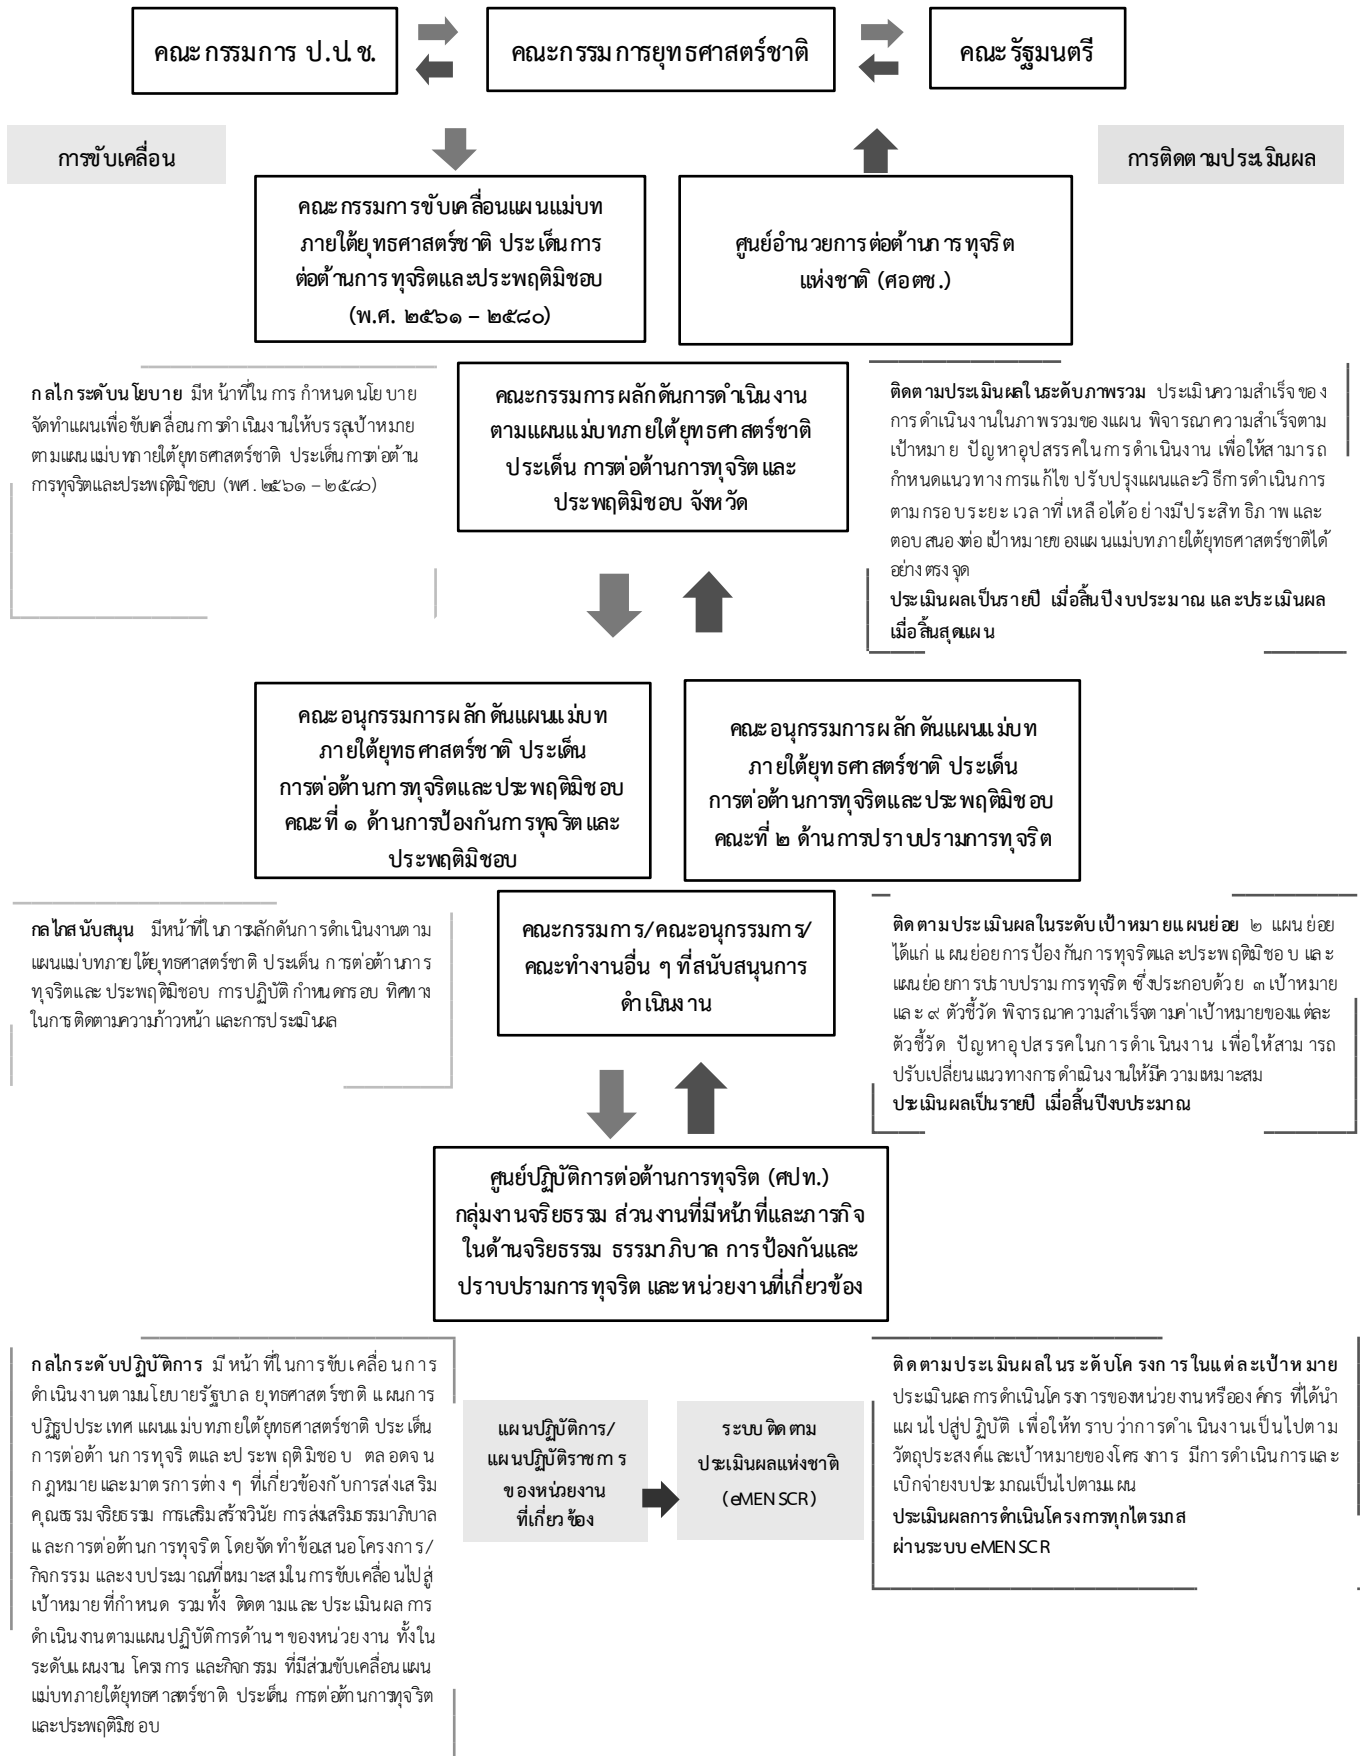 คณะกรรมการ ป.ป.ช.
คณะกรรมการยุทธศาสตร์ชาติ
คณะรัฐมนตรี
การขับเคลื่อน
การติดตามประเมินผล
คณะกรรมการขับเคลื่อนแผนแม่บท
ภายใต้ยุทธศาสตร์ชาติ ประเด็นการ
ต่อต้านการทุจริตและประพฤติมิชอบ
(พ.ศ. ๒๕๖๑ – ๒๕๘๐)
ศูนย์อำนวยการต่อต้านการทุจริต
แห่งชาติ (ศอตช.)
กลไกระดับนโยบาย มีหน้าที่ในการกำหนดนโยบาย
จัดทำแผนเพื่อขับเคลื่อนการดำเนินงานให้บรรลุเป้าหมาย
ตามแผนแม่บทภายใต้ยุทธศาสตร์ชาติ ประเด็นการต่อต้าน
การทุจริตและประพฤติมิชอบ (พศ. ๒๕๖๑ – ๒๕๘๐)
คณะกรรมการผลักดันการดำเนินงาน
ตามแผนแม่บทภายใต้ยุทธศาสตร์ชาติ
ประเด็น การต่อต้านการทุจริตและ
ประพฤติมิชอบ จังหวัด
ติดตามประเมินผลในระดับภาพรวม ประเมินความสำเร็จของ
การดำเนินงานในภาพรวมของแผน พิจารณาความสำเร็จตาม
เป้าหมาย ปัญหาอุปสรรคในการดำเนินงาน เพื่อให้สามารถ
กำหนดแนวทางการแก้ไข ปรับปรุงแผนและวิธีการดำเนินการ
ตามกรอบระยะเวลาที่เหลือได้อย่างมีประสิทธิภาพและ
ตอบสนองต่อเป้าหมายของแผนแม่บทภายใต้ยุทธศาสตร์ชาติได้
อย่างตรงจุด
ประเมินผลเป็นรายปี เมื่อสิ้นปีงบประมาณ และประเมินผล
เมื่อสิ้นสุดแผน
คณะอนุกรรมการผลักดันแผนแม่บท
ภายใต้ยุทธศาสตร์ชาติ ประเด็น
การต่อต้านการทุจริตและประพฤติมิชอบ
คณะที่ ๑ ด้านการป้องกันการทุจริตและ
ประพฤติมิชอบ
คณะอนุกรรมการผลักดันแผนแม่บท
ภายใต้ยุทธศาสตร์ชาติ ประเด็น
การต่อต้านการทุจริตและประพฤติมิชอบ
คณะที่ ๒ ด้านการปราบปรามการทุจริต
กลไกสนับสนุน มีหน้าที่ในการผลักดันการดำเนินงานตาม
แผนแม่บทภายใต้ยุทธศาสตร์ชาติ ประเด็น การต่อต้านการ
ทุจริตและประพฤติมิชอบ การปฏิบัติ กำหนดกรอบ ทิศทาง
ในการติดตามความก้าวหน้า และการประเมินผล
คณะกรรมการ/คณะอนุกรรมการ/
คณะทำงานอื่น ๆ ที่สนับสนุนการ
ดำเนินงาน
ติดตามประเมินผลในระดับเป้าหมายแผนย่อย ๒ แผนย่อย
ได้แก่ แผนย่อยการป้องกันการทุจริตและประพฤติมิชอบ และ
แผนย่อยการปราบปรามการทุจริต ซึ่งประกอบด้วย ๓ เป้าหมาย
และ ๙ ตัวชี้วัด พิจารณาความสำเร็จตามค่าเป้าหมายของแต่ละ
ตัวชี้วัด ปัญหาอุปสรรคในการดำเนินงาน เพื่อให้สามารถ
ปรับเปลี่ยนแนวทางการดำเนินงานให้มีความเหมาะสม
ประเมินผลเป็นรายปี เมื่อสิ้นปีงบประมาณ
ศูนย์ปฏิบัติการต่อต้านการทุจริต (ศปท.)
กลุ่มงานจริยธรรม ส่วนงานที่มีหน้าที่และภารกิจ
ในด้านจริยธรรม ธรรมาภิบาล การป้องกันและ
ปราบปรามการทุจริต และหน่วยงานที่เกี่ยวข้อง
กลไกระดับปฏิบัติการ มีหน้าที่ในการขับเคลื่อนการ
ดำเนินงานตามนโยบายรัฐบาล ยุทธศาสตร์ชาติ แผนการ
ปฏิรูปประเทศ แผนแม่บทภายใต้ยุทธศาสตร์ชาติ ประเด็น
การต่อต้านการทุจริตและประพฤติมิชอบ ตลอดจน
กฎหมายและมาตรการต่าง ๆ ที่เกี่ยวข้องกับการส่งเสริม
คุณธรรม จริยธรรม การเสริมสร้างวินัย การส่งเสริมธรรมาภิบาล
และการต่อต้านการทุจริต โดยจัดทำข้อเสนอโครงการ/
กิจกรรม และงบประมาณที่เหมาะสมในการขับเคลื่อนไปสู่
เป้าหมายที่กำหนด รวมทั้ง ติดตามและประเมินผลการ
ดำเนินงานตามแผนปฏิบัติการด้านฯ ของหน่วยงาน ทั้งใน
ระดับแผนงาน โครงการ และกิจกรรม ที่มีส่วนขับเคลื่อนแผน
แม่บทภายใต้ยุทธศาสตร์ชาติ ประเด็น การต่อต้านการทุจริต
และประพฤติมิชอบ
แผนปฏิบัติการ/
แผนปฏิบัติราชการ
ของหน่วยงาน
ที่เกี่ยวข้อง
ระบบติดตาม
ประเมินผลแห่งชาติ
(eMENSCR)
ติดตามประเมินผลในระดับโครงการในแต่ละเป้าหมาย
ประเมินผลการดำเนินโครงการของหน่วยงานหรือองค์กร ที่ได้นำ
แผนไปสู่ปฏิบัติ เพื่อให้ทราบว่าการดำเนินงานเป็นไปตาม
วัตถุประสงค์และเป้าหมายของโครงการ มีการดำเนินการและ
เบิกจ่ายงบประมาณเป็นไปตามแผน
ประเมินผลการดำเนินโครงการทุกไตรมาส
ผ่านระบบ eMENSCR